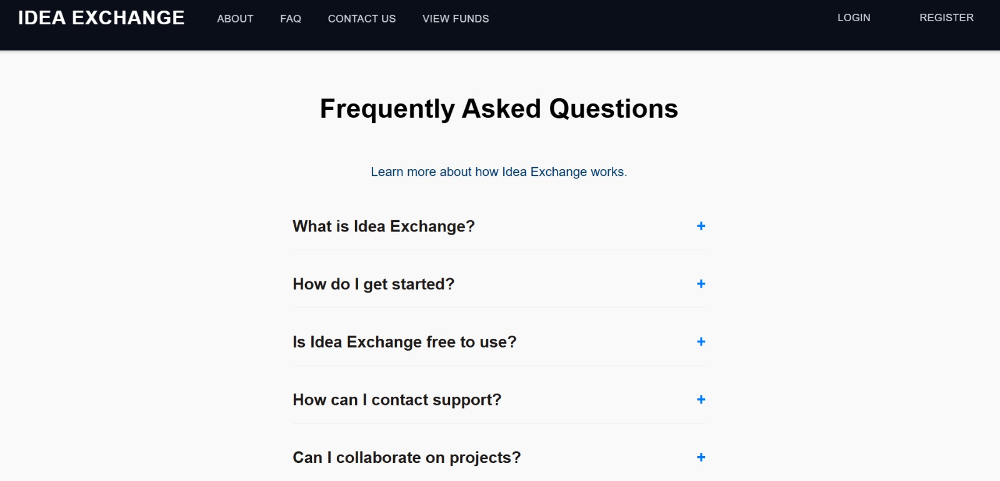 IDEA EXCHANGE ABOUT FAQ CONTACT US VIEW FUNDS LOGIN REGISTER
Frequently Asked Questions
Learn more about how Idea Exchange works.
What is Idea Exchange? +
How do I get started? +
Is Idea Exchange free to use? +
How can I contact support? +
Can I collaborate on projects? +